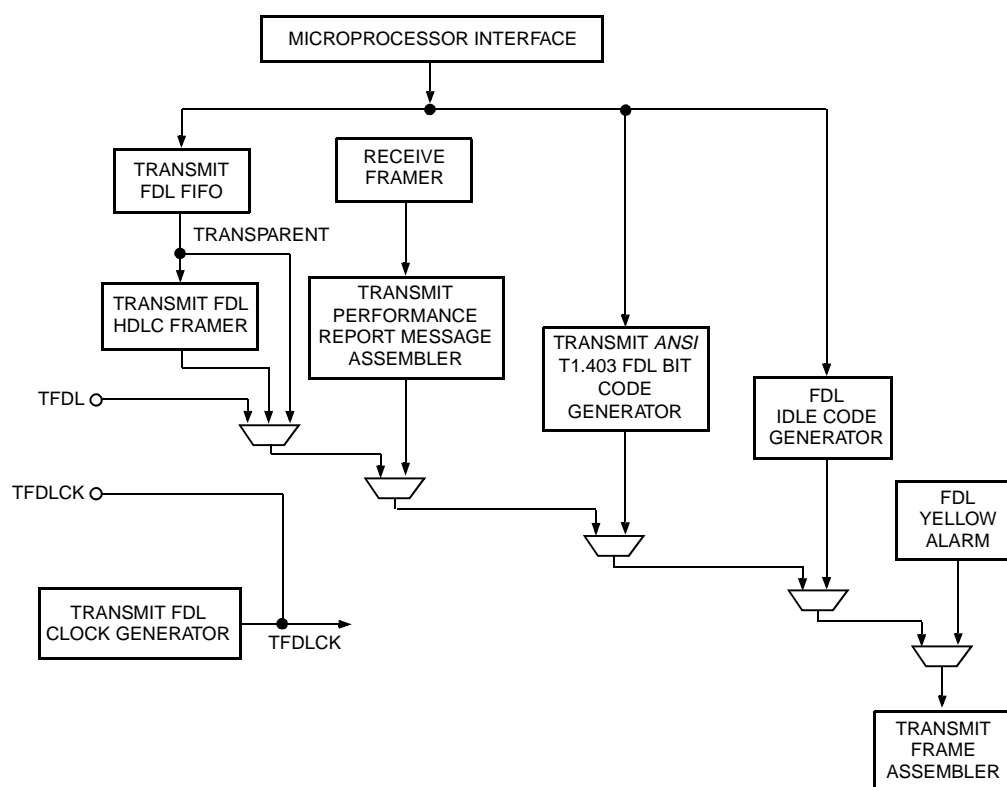 MICROPROCESSOR INTERFACE
TRANSMIT
FDL FIFO
RECEIVE
FRAMER
TRANSPARENT
TRANSMIT FDL
HDLC FRAMER
TRANSMIT
PERFORMANCE
REPORT MESSAGE
ASSEMBLER
TRANSMIT ANSI
T1.403 FDL BIT
CODE
GENERATOR
FDL
IDLE CODE
GENERATOR
TFDL
TFDLCK
FDL
YELLOW
ALARM
TRANSMIT FDL
CLOCK GENERATOR
TFDLCK
TRANSMIT
FRAME
ASSEMBLER